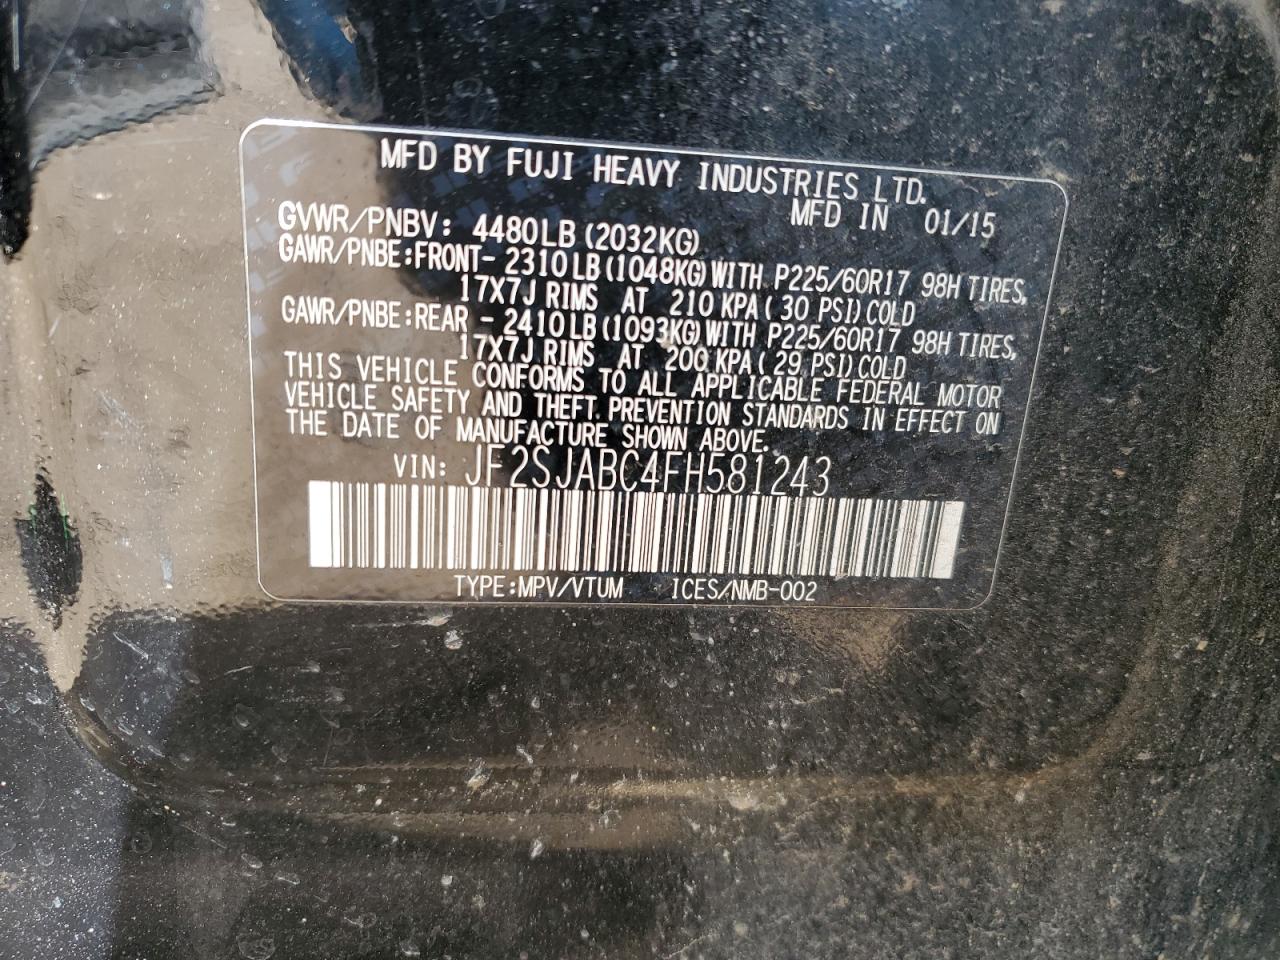 MFD BY FUJI HEAVY INDUSTRIES LTD.
MFD IN 01/15
GVWR/PNBV: 4480LB(2032KG)
GAWR/PNBE:FRONT- 2310LB(1048KG)WITH P225/60R17 98H TIRES,
17X7J RIMS AT 210 KPA(30 PSI)COLD
GAWR/PNBE:REAR - 2410LB(1093KG)WITH P225/60R17 98H TIRES,
17X7J RIMS AT 200 KPA(29 PSI)COLD
THIS VEHICLE CONFORMS TO ALL APPLICABLE FEDERAL MOTOR
VEHICLE SAFETY AND THEFT PREVENTION STANDARDS IN EFFECT ON
THE DATE OF MANUFACTURE SHOWN ABOVE.
VIN: JF2SJABC4FH581243
TYPE:MPV/VTUM ICES/NMB-002